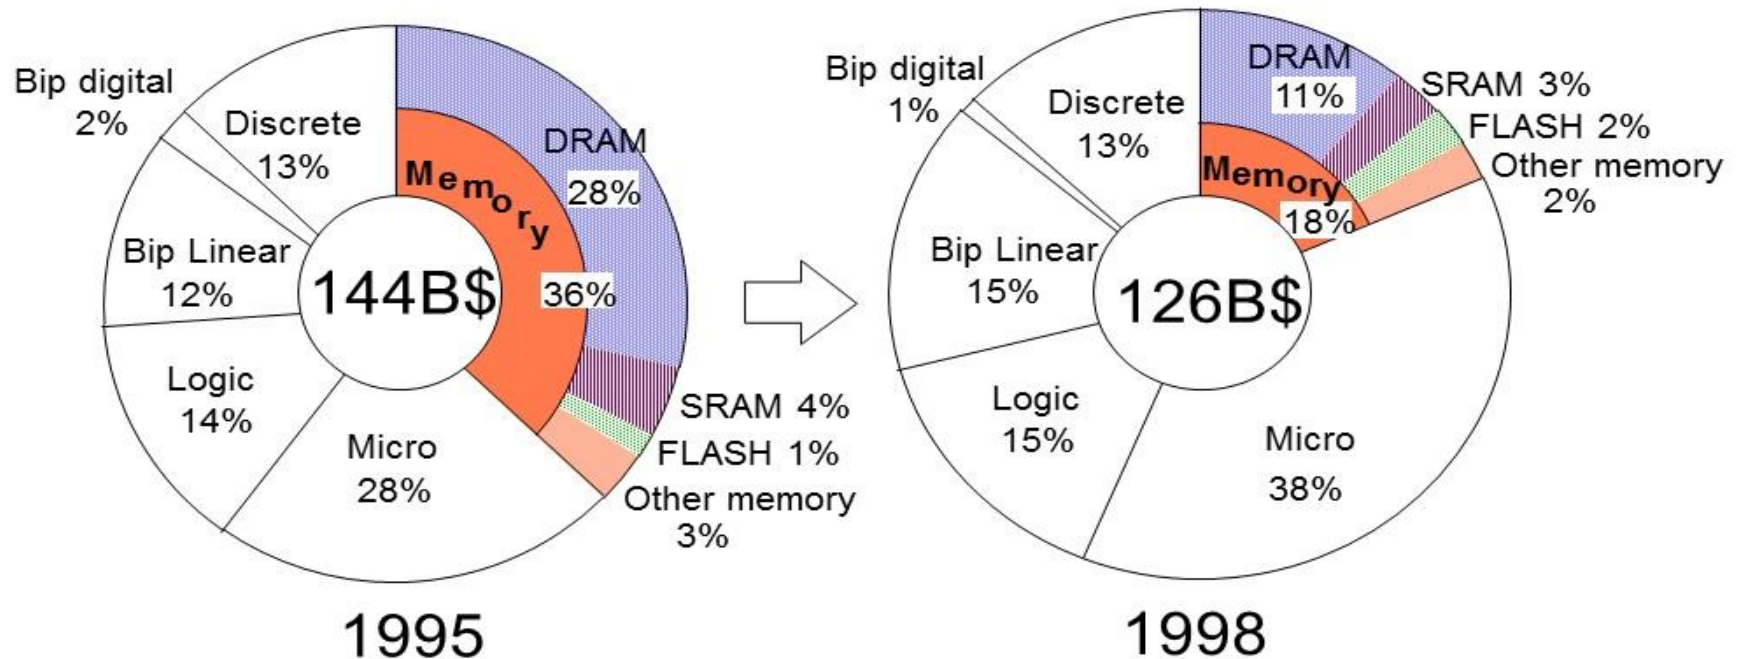 Bip digital
2%
Discrete
13%
DRAM
28%
Memory
36%
Bip Linear
12%
144B$
Logic
14%
Micro
28%
SRAM 4%
FLASH 1%
Other memory
3%
1995
Bip digital
1%
Discrete
13%
DRAM
11%
SRAM 3%
FLASH 2%
Other memory
2%
Memory
18%
Bip Linear
15%
126B$
Logic
15%
Micro
38%
1998